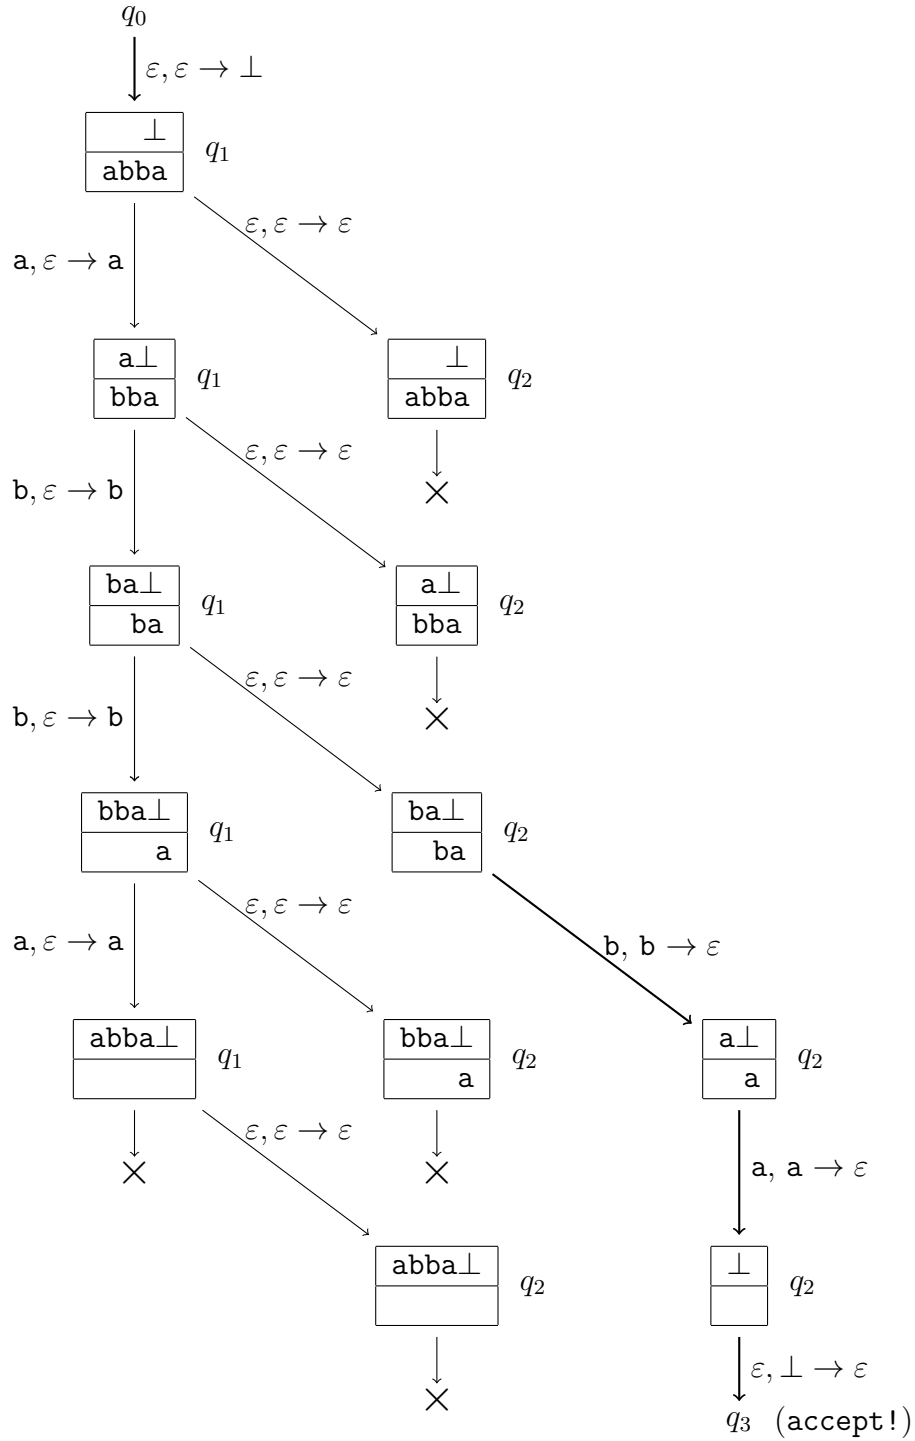 q₀
ε, ε → ⊥
⊥
abba
q₁
ε, ε → ε
a, ε → a
a⊥
bba
q₁
⊥
abba
q₂
ε, ε → ε
b, ε → b
×
ba⊥
ba
q₁
a⊥
bba
q₂
ε, ε → ε
b, ε → b
×
bba⊥
a
q₁
ba⊥
ba
q₂
ε, ε → ε
a, ε → a
b, b → ε
abba⊥
q₁
bba⊥
a
q₂
a⊥
a
q₂
ε, ε → ε
×
×
a, a → ε
abba⊥
q₂
⊥
q₂
ε, ⊥ → ε
×
q₃ (accept!)